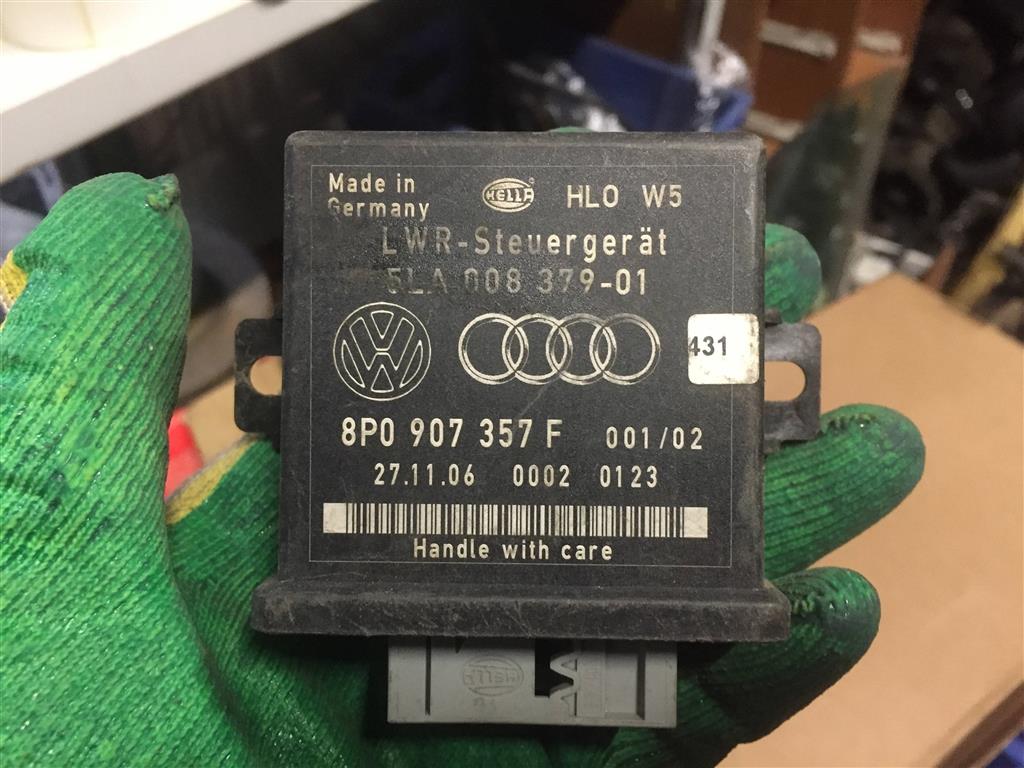 Made in
Germany
HELLA HLO W5
LWR-Steuergerät
5LA 008 379-01
431
8P0 907 357 F 001/02
27.11.06 0002 0123
Handle with care
HELLA